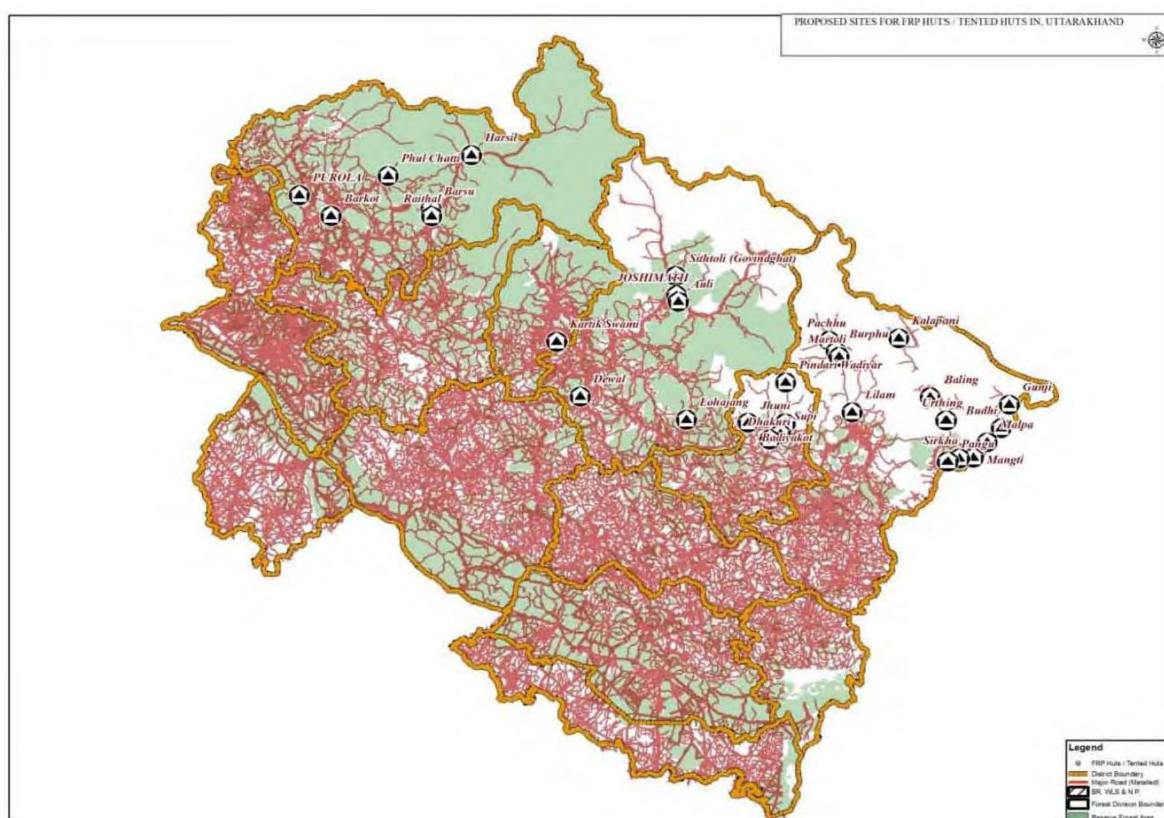 PROPOSED SITES FOR FRP HUTS / TENTED HUTS IN, UTTARAKHAND
Harsil
Phul Chatti
PUROLA
Barkot
Raithal
Barsu
Sithtoli (Govindghat)
JOSHIMATH
Auli
Kartik Swami
Dewal
Lohajang
Pachhu
Martoli
Burphu
Kalapani
Pindari
Wadiyar
Jhuni
Supi
Dhakuri
Badiyakot
Lilam
Baling
Urthing
Budhi
Gunji
Malpa
Sirkha
Pangu
Mangti
Legend
FRP Huts / Tented Huts
District Boundary
Major Road (Metalled)
BR, WLS & N.P.
Forest Division Boundar
Reserve Forest Area